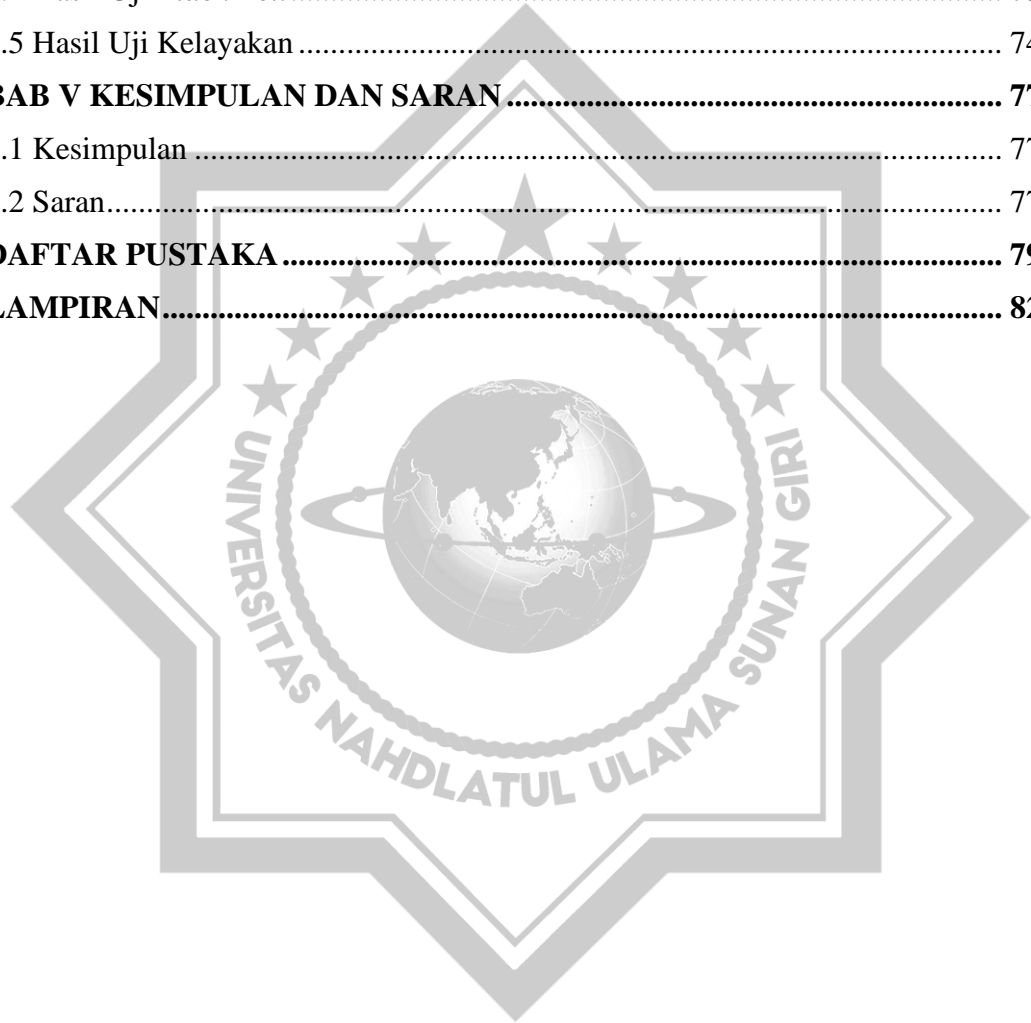 .5 Hasil Uji Kelayakan ........................................................................................ 74
BAB V KESIMPULAN DAN SARAN .............................................................. 77
.1 Kesimpulan ..................................................................................................... 77
.2 Saran................................................................................................................ 77
DAFTAR PUSTAKA .......................................................................................... 79
LAMPIRAN......................................................................................................... 82
UNIVERSITAS NAHDLATUL ULAMA SUNAN GIRI